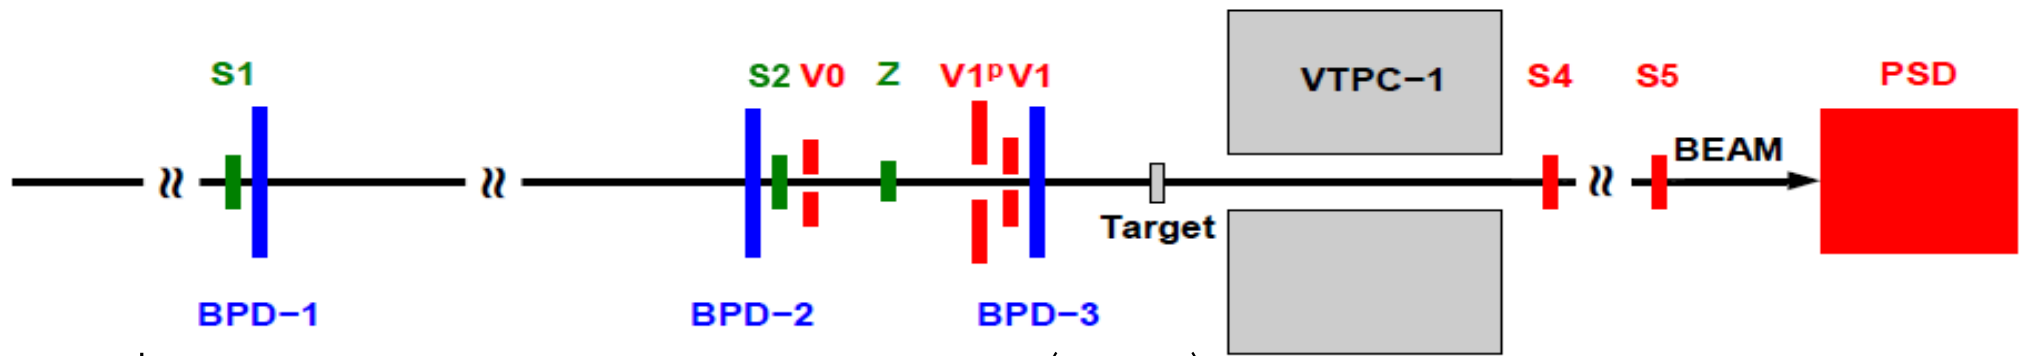 S1 S2 V0 Z V1ᵖ V1 VTPC−1 S4 S5 PSD
BEAM
Target
BPD−1 BPD−2 BPD−3